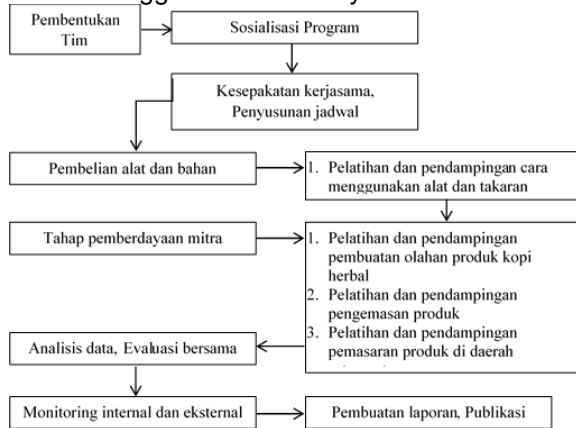 Pembentukan
Tim
Sosialisasi Program
Kesepakatan kerjasama,
Penyusunan jadwal
Pembelian alat dan bahan
1. Pelatihan dan pendampingan cara
menggunakan alat dan takaran
Tahap pemberdayaan mitra
1. Pelatihan dan pendampingan
pembuatan olahan produk kopi
herbal
2. Pelatihan dan pendampingan
pengemasan produk
3. Pelatihan dan pendampingan
pemasaran produk di daerah
Analisis data, Evaluasi bersama
Monitoring internal dan eksternal
Pembuatan laporan, Publikasi